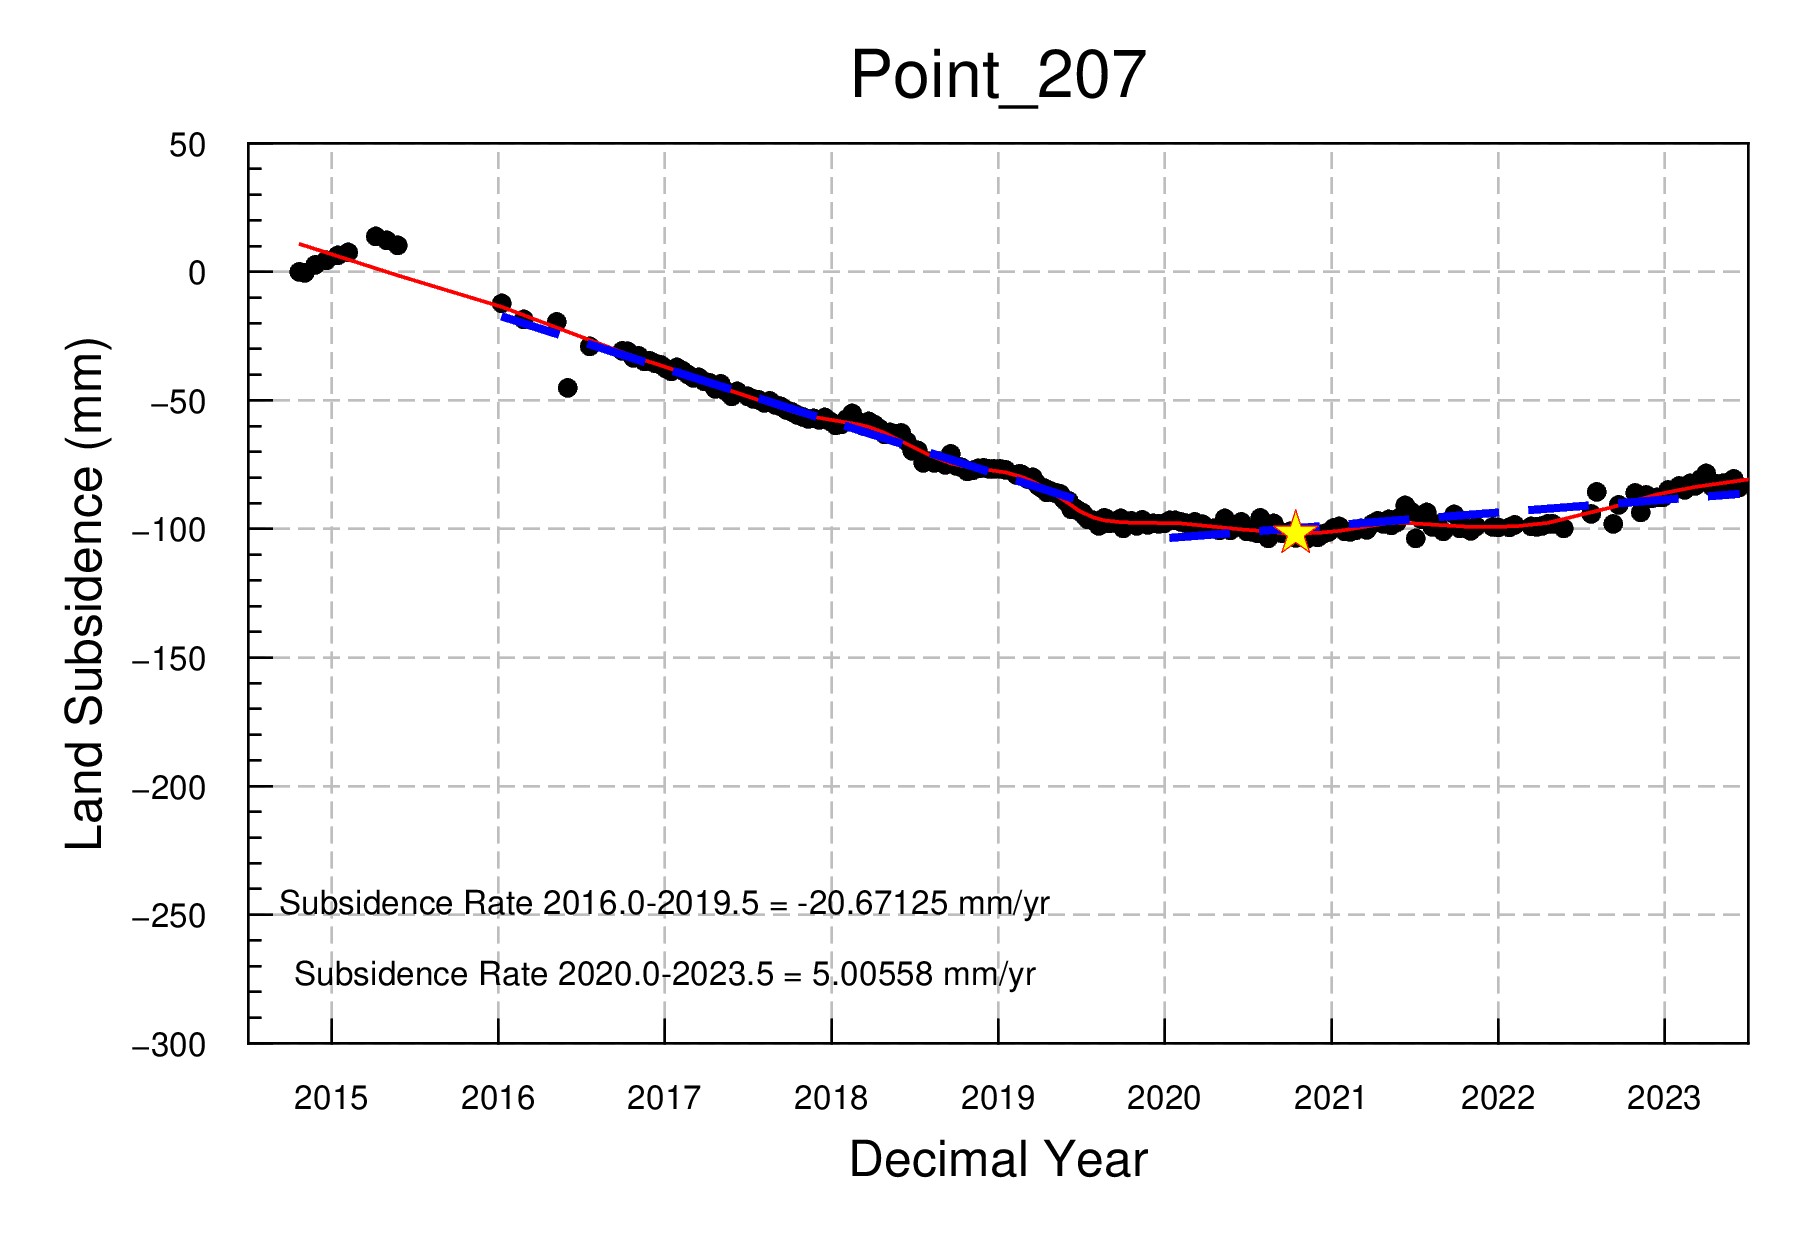 Point_207
Land Subsidence (mm)
50
0
−50
−100
−150
−200
−250
−300
Subsidence Rate 2016.0-2019.5 = -20.67125 mm/yr
Subsidence Rate 2020.0-2023.5 = 5.00558 mm/yr
2015 2016 2017 2018 2019 2020 2021 2022 2023
Decimal Year